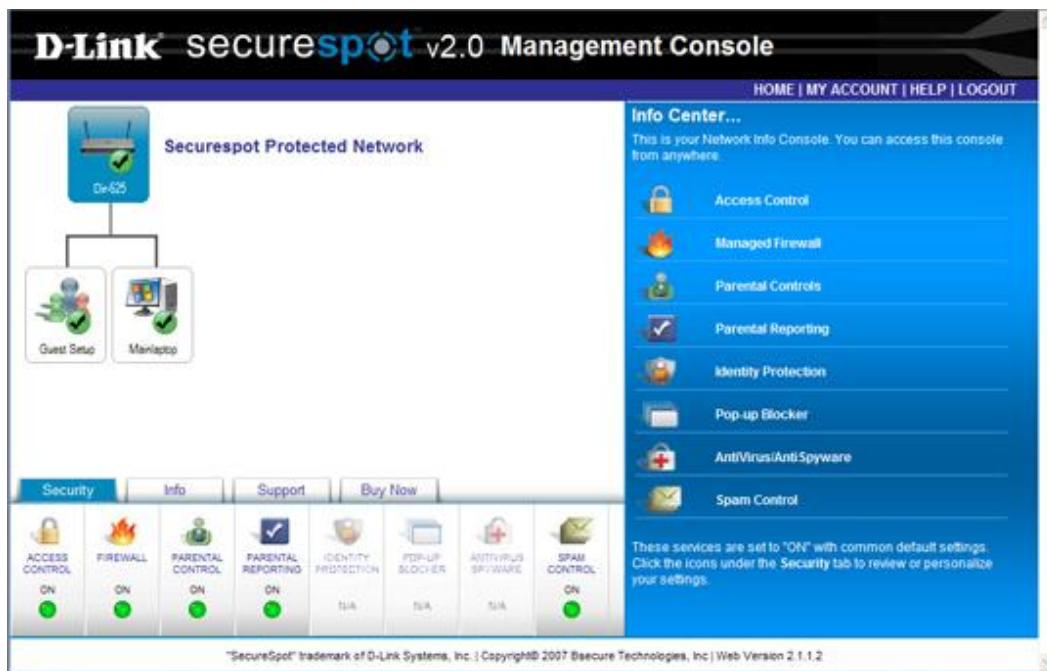 D-Link securespot v2.0 Management Console
HOME | MY ACCOUNT | HELP | LOGOUT
Dir-625
Securespot Protected Network
Guest Setup
Mainlaptop
Info Center...
This is your Network Info Console. You can access this console
from anywhere.
Access Control
Managed Firewall
Parental Controls
Parental Reporting
Identity Protection
Pop-up Blocker
AntiVirus/AntiSpyware
Spam Control
These services are set to "ON" with common default settings.
Click the icons under the Security tab to review or personalize
your settings.
Security
Info
Support
Buy Now
ACCESS
CONTROL
ON
FIREWALL
ON
PARENTAL
CONTROL
ON
PARENTAL
REPORTING
ON
IDENTITY
PROTECTION
N/A
POP-UP
BLOCKER
N/A
ANTIVIRUS
SPYWARE
N/A
SPAM
CONTROL
ON
"SecureSpot" trademark of D-Link Systems, Inc. | Copyright© 2007 Bsecure Technologies, Inc | Web Version 2.1.1.2